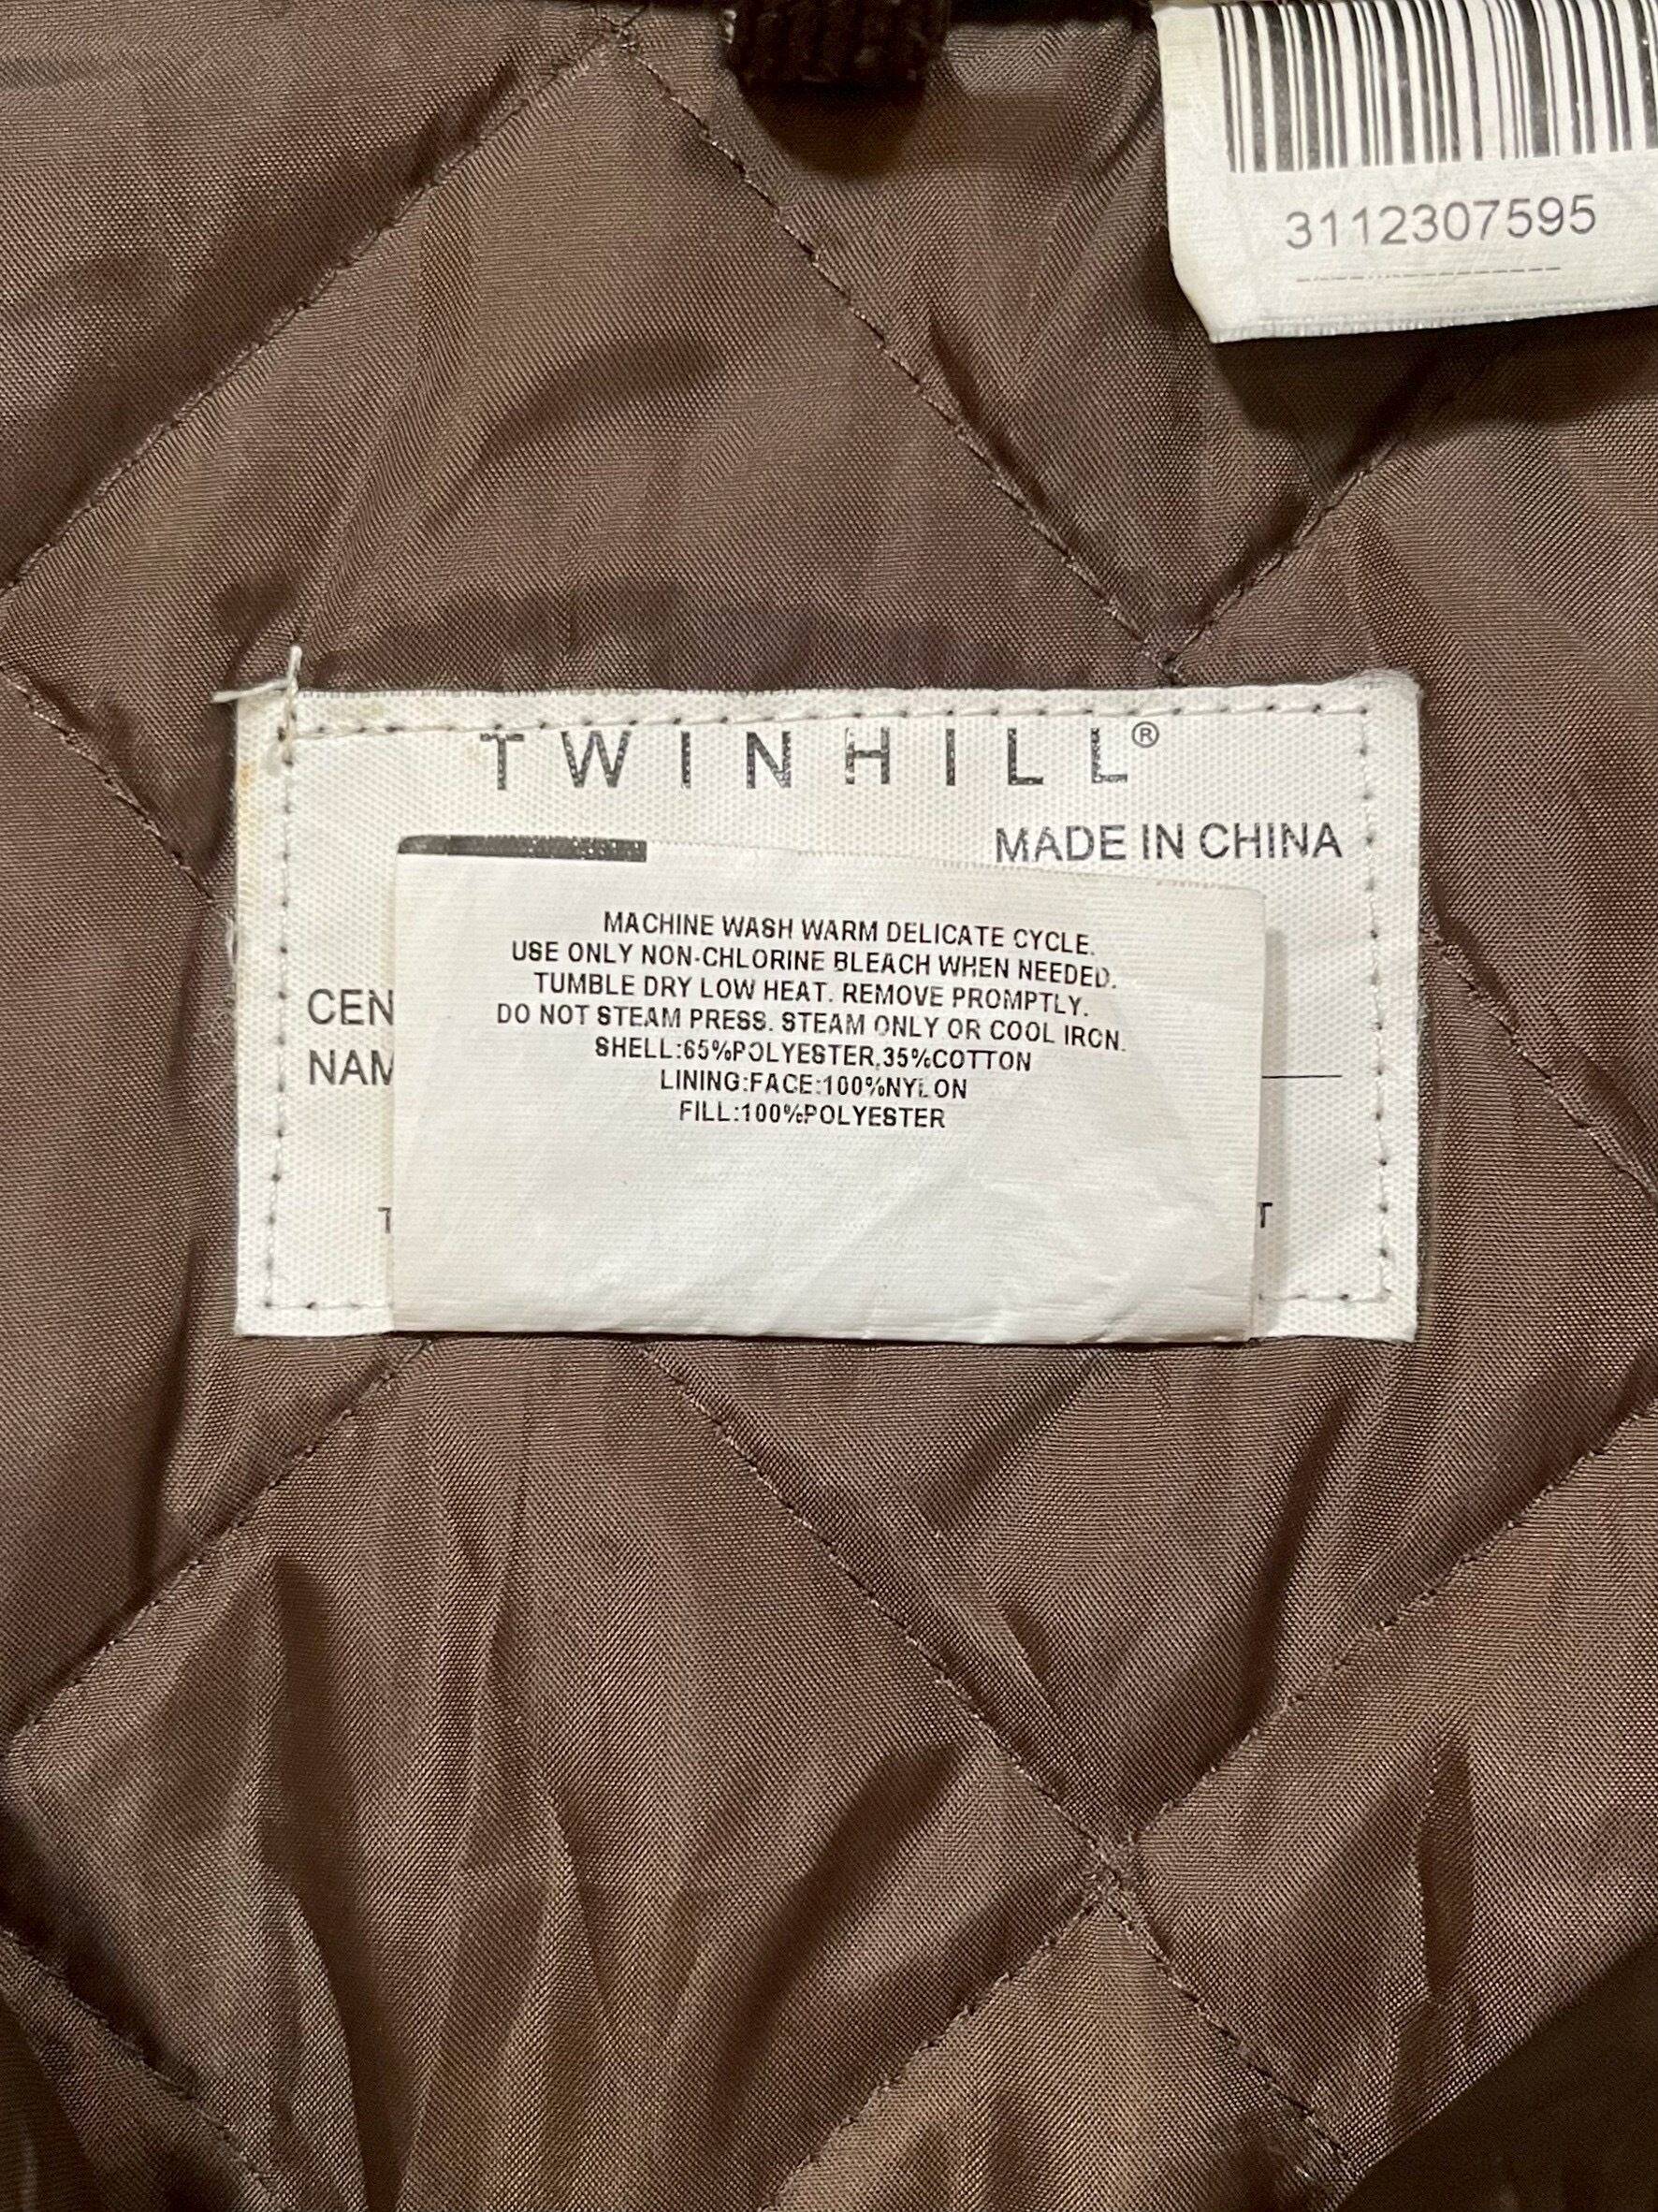 3112307595
TWINHILL®
MADE IN CHINA
MACHINE WASH WARM DELICATE CYCLE.
USE ONLY NON-CHLORINE BLEACH WHEN NEEDED.
TUMBLE DRY LOW HEAT. REMOVE PROMPTLY.
DO NOT STEAM PRESS. STEAM ONLY OR COOL IRON.
SHELL:65%POLYESTER,35%COTTON
LINING:FACE:100%NYLON
FILL:100%POLYESTER
CEN
NAM
T